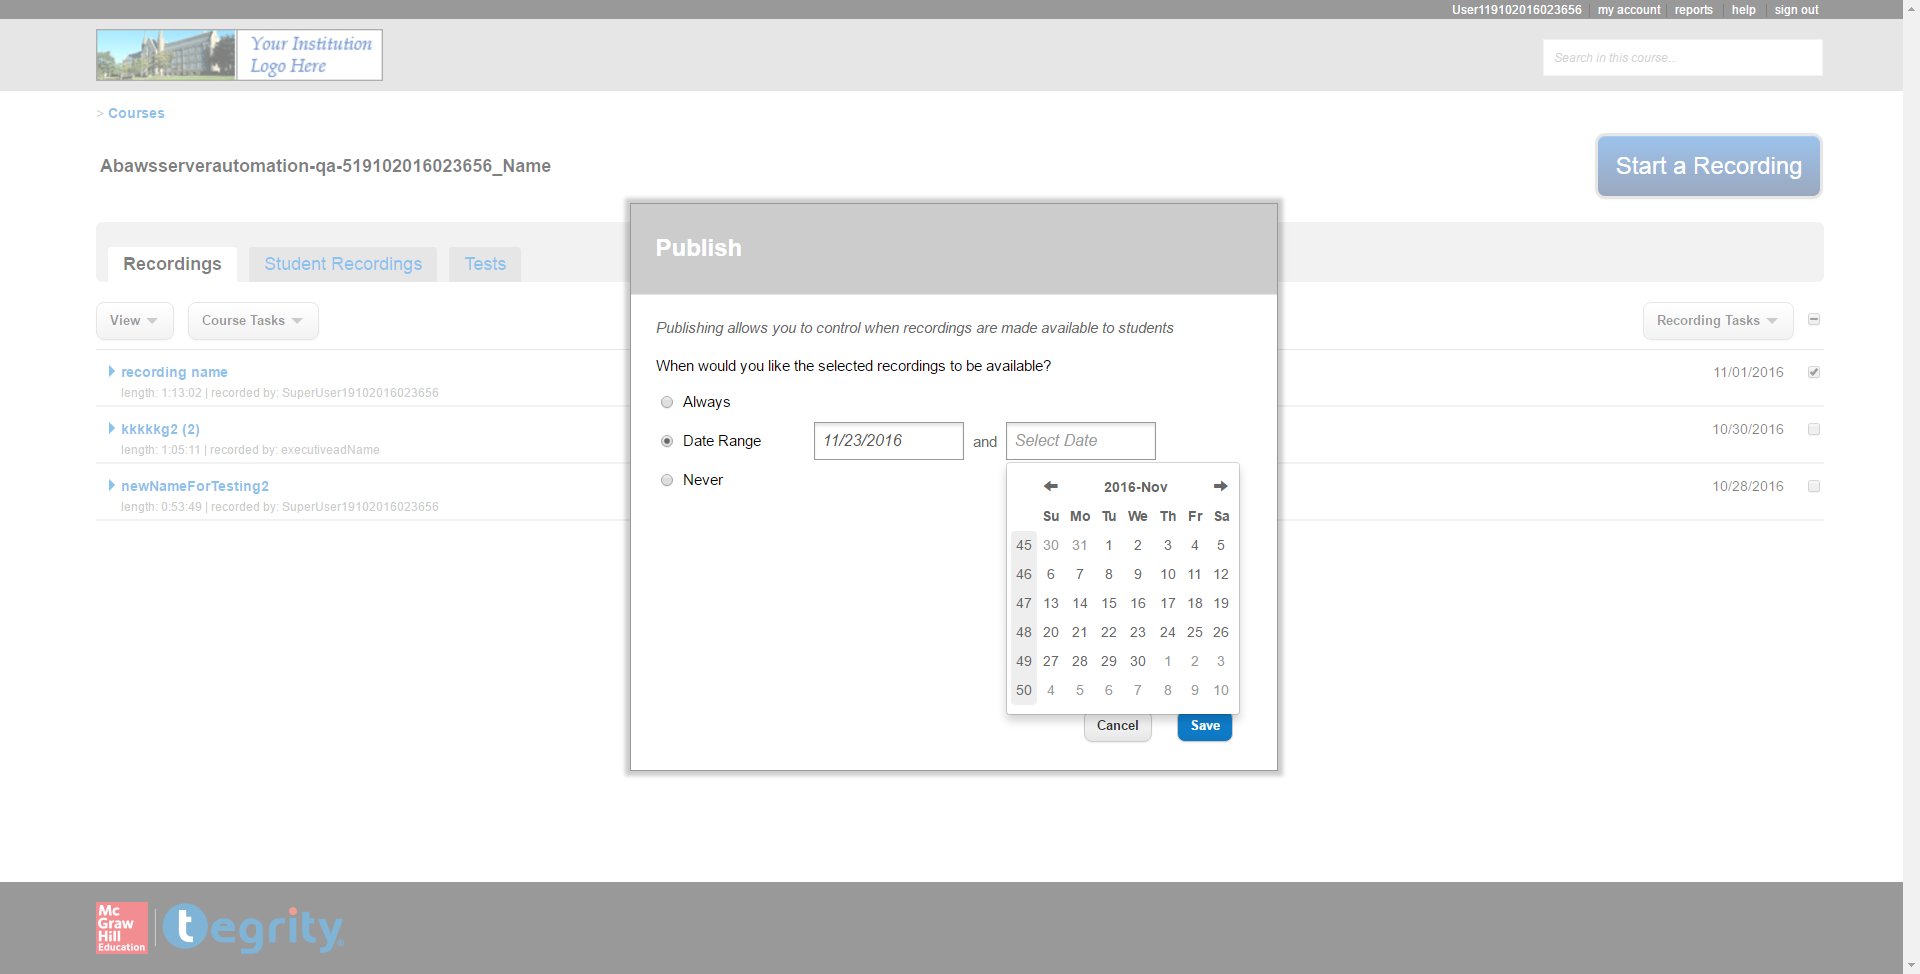 User119102016023656 my account reports help sign out
Your Institution
Logo Here
Search in this course...
> Courses
Abawsserverautomation-qa-519102016023656_Name
Start a Recording
Recordings Student Recordings Tests
View Course Tasks Recording Tasks
recording name 11/01/2016
length: 1:13:02 | recorded by: SuperUser19102016023656
kkkkkg2 (2) 10/30/2016
length: 1:05:11 | recorded by: executiveadName
newNameForTesting2 10/28/2016
length: 0:53:49 | recorded by: SuperUser19102016023656
Publish
Publishing allows you to control when recordings are made available to students
When would you like the selected recordings to be available?
Always
Date Range 11/23/2016 and Select Date
Never
2016-Nov
Su Mo Tu We Th Fr Sa
45 30 31 1 2 3 4 5
46 6 7 8 9 10 11 12
47 13 14 15 16 17 18 19
48 20 21 22 23 24 25 26
49 27 28 29 30 1 2 3
50 4 5 6 7 8 9 10
Cancel Save
Mc
Graw
Hill
Education
tegrity